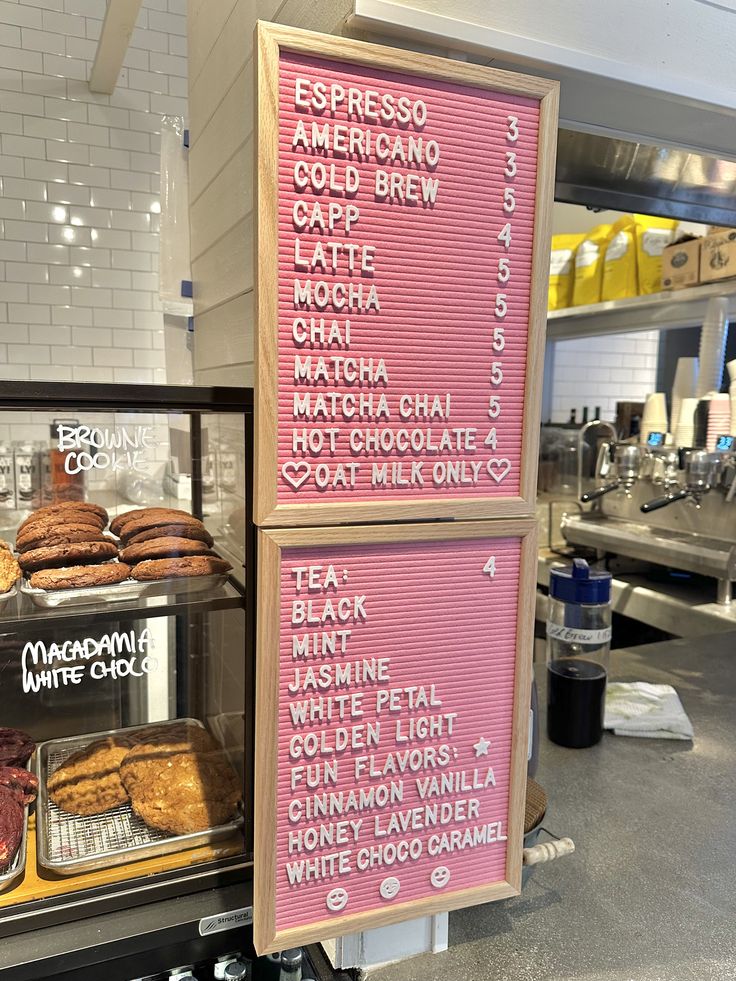 ESPRESSO 3
AMERICANO 3
COLD BREW 5
CAPP 4
LATTE 5
MOCHA 5
CHAI 5
MATCHA 5
MATCHA CHAI 5
HOT CHOCOLATE 4
♡OAT MILK ONLY♡
TEA: 4
BLACK
MINT
JASMINE
WHITE PETAL
GOLDEN LIGHT
FUN FLAVORS:
CINNAMON VANILLA
HONEY LAVENDER
WHITE CHOCO CARAMEL
BROWNIE
COOKIE
MACADAMIA
WHITE CHOCO
Structural